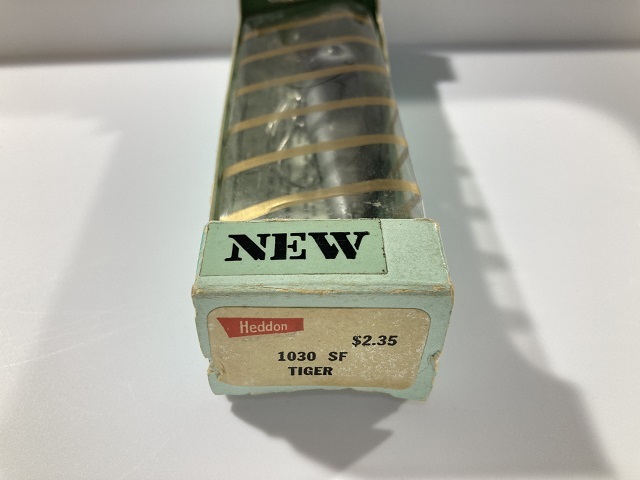 NEW
Heddon
$2.35
1030 SF
TIGER